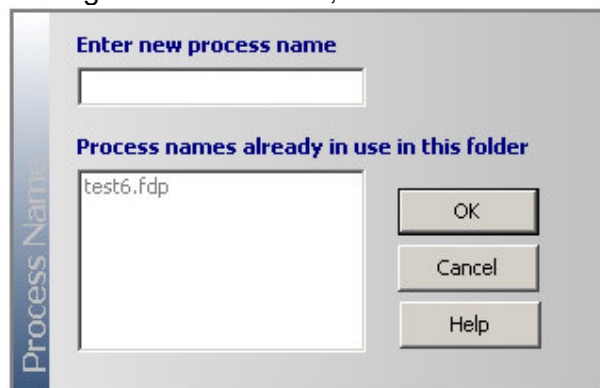 Enter new process name
Process names already in use in this folder
test6.fdp
OK
Cancel
Help
Process Name